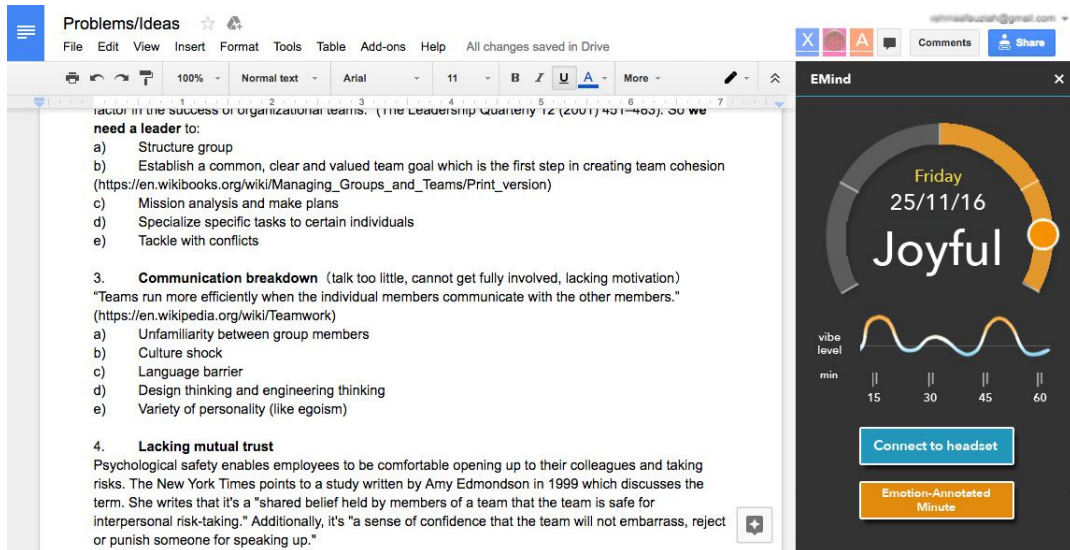 Problems/Ideas
File Edit View Insert Format Tools Table Add-ons Help All changes saved in Drive
X A Comments Share
100% Normal text Arial 11 B I U A More
1 2 3 4 5 6 7
factor in the success of organizational teams." (The Leadership Quarterly 12 (2001) 451–483). So we
need a leader to:
a) Structure group
b) Establish a common, clear and valued team goal which is the first step in creating team cohesion
(https://en.wikibooks.org/wiki/Managing_Groups_and_Teams/Print_version)
c) Mission analysis and make plans
d) Specialize specific tasks to certain individuals
e) Tackle with conflicts
3. Communication breakdown（talk too little, cannot get fully involved, lacking motivation）
“Teams run more efficiently when the individual members communicate with the other members.”
(https://en.wikipedia.org/wiki/Teamwork)
a) Unfamiliarity between group members
b) Culture shock
c) Language barrier
d) Design thinking and engineering thinking
e) Variety of personality (like egoism)
4. Lacking mutual trust
Psychological safety enables employees to be comfortable opening up to their colleagues and taking
risks. The New York Times points to a study written by Amy Edmondson in 1999 which discusses the
term. She writes that it's a "shared belief held by members of a team that the team is safe for
interpersonal risk-taking." Additionally, it's "a sense of confidence that the team will not embarrass, reject
or punish someone for speaking up."
EMind ×
Friday
25/11/16
Joyful
vibe
level
min
15 30 45 60
Connect to headset
Emotion-Annotated
Minute